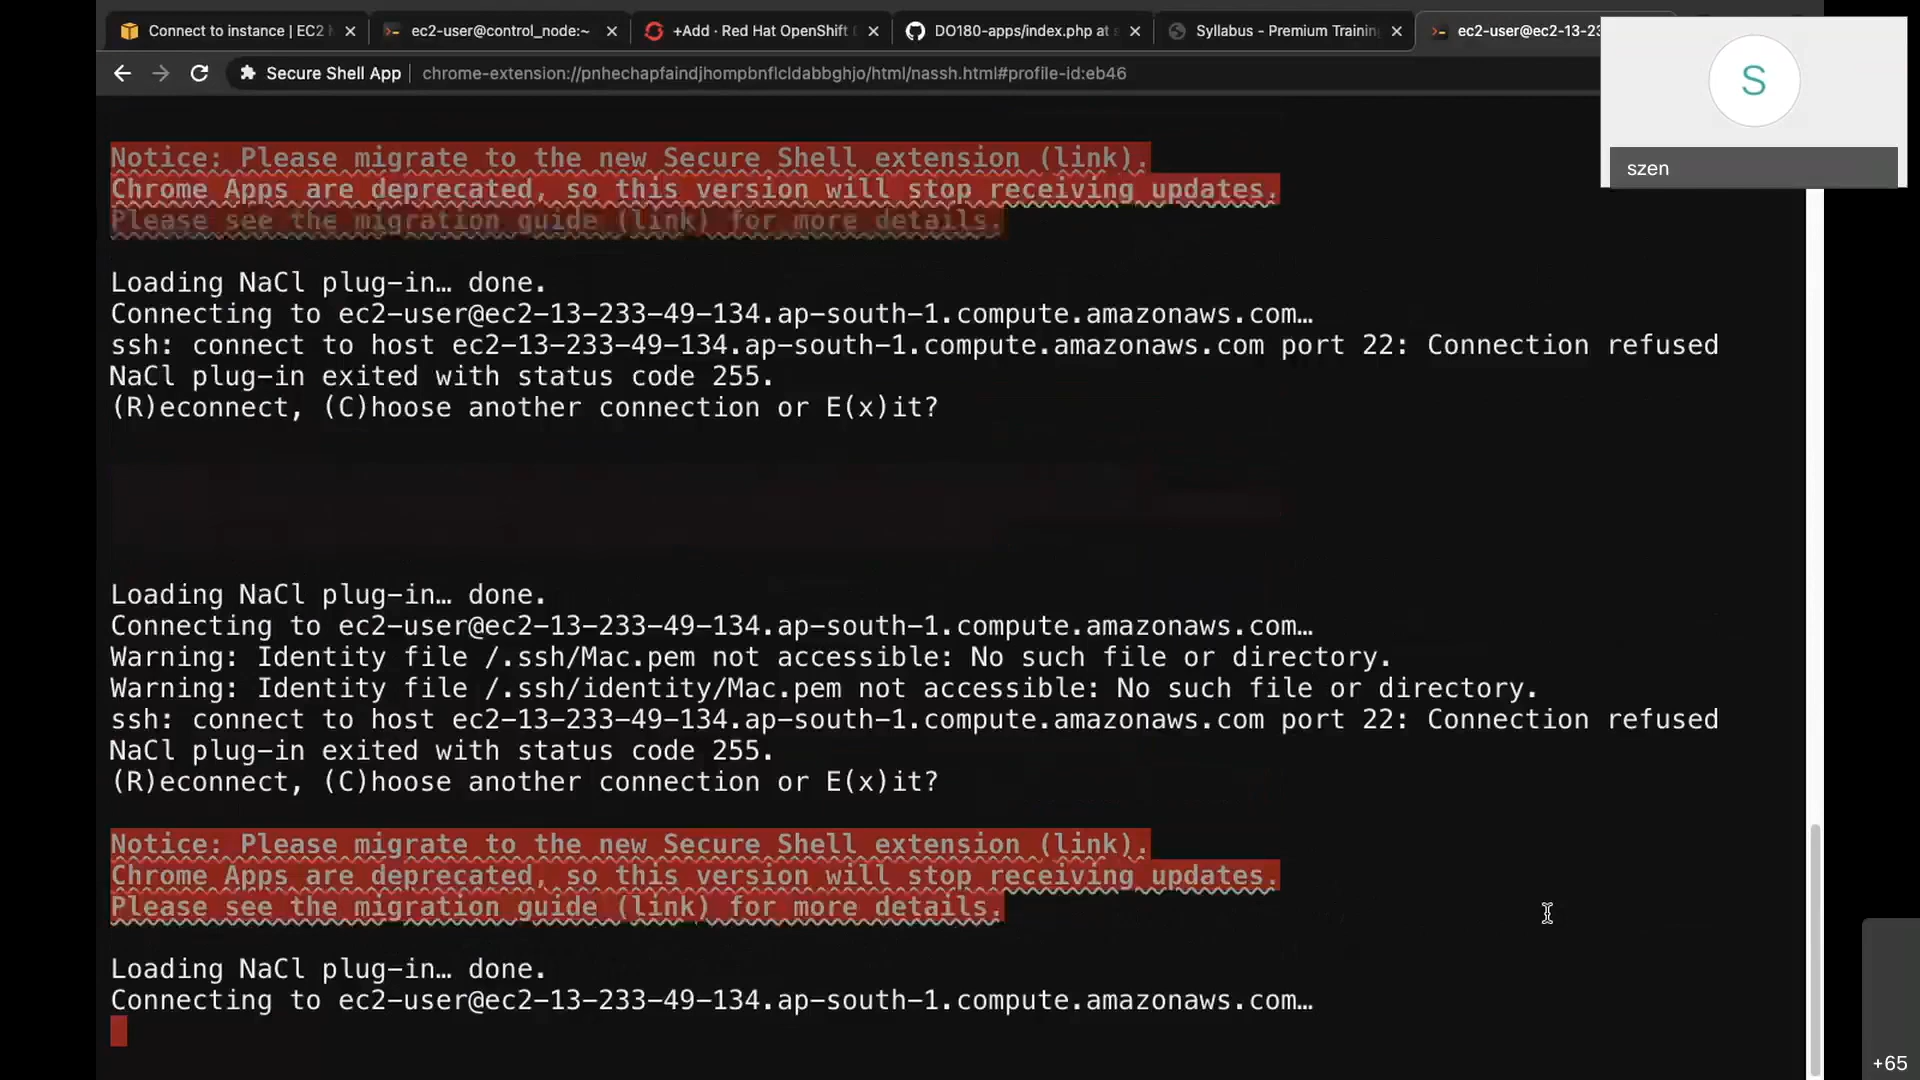 Connect to instance | EC2 M
ec2-user@control_node:~
+Add · Red Hat OpenShift D
DO180-apps/index.php at s
Syllabus - Premium Training
ec2-user@ec2-13-23
Secure Shell App
chrome-extension://pnhechapfaindjhompbnflcldabbghjo/html/nassh.html#profile-id:eb46
S
szen
Notice: Please migrate to the new Secure Shell extension (link).
Chrome Apps are deprecated, so this version will stop receiving updates.
Please see the migration guide (link) for more details.
Loading NaCl plug-in… done.
Connecting to ec2-user@ec2-13-233-49-134.ap-south-1.compute.amazonaws.com…
ssh: connect to host ec2-13-233-49-134.ap-south-1.compute.amazonaws.com port 22: Connection refused
NaCl plug-in exited with status code 255.
(R)econnect, (C)hoose another connection or E(x)it?
Loading NaCl plug-in… done.
Connecting to ec2-user@ec2-13-233-49-134.ap-south-1.compute.amazonaws.com…
Warning: Identity file /.ssh/Mac.pem not accessible: No such file or directory.
Warning: Identity file /.ssh/identity/Mac.pem not accessible: No such file or directory.
ssh: connect to host ec2-13-233-49-134.ap-south-1.compute.amazonaws.com port 22: Connection refused
NaCl plug-in exited with status code 255.
(R)econnect, (C)hoose another connection or E(x)it?
Notice: Please migrate to the new Secure Shell extension (link).
Chrome Apps are deprecated, so this version will stop receiving updates.
Please see the migration guide (link) for more details.
Loading NaCl plug-in… done.
Connecting to ec2-user@ec2-13-233-49-134.ap-south-1.compute.amazonaws.com…
+65